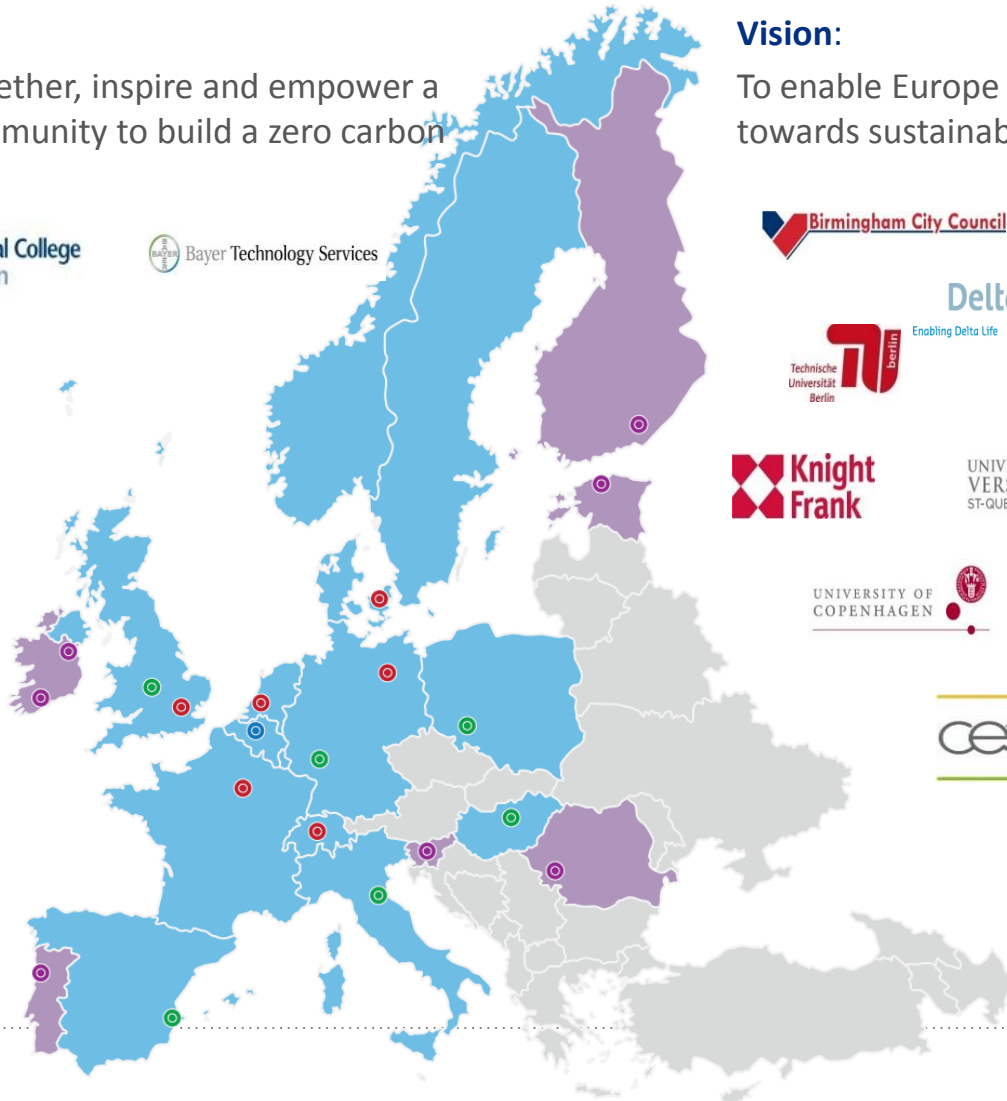 Vision:
ether, inspire and empower a
munity to build a zero carbon
To enable Europe
towards sustainab
al College
n
BAYER
BAYER
Bayer Technology Services
Birmingham City Council
Delt
Enabling Delta Life
Technische
Universität
Berlin
berlin
Knight
Frank
UNIV
VERS
ST-QUE
UNIVERSITY OF
COPENHAGEN
ce